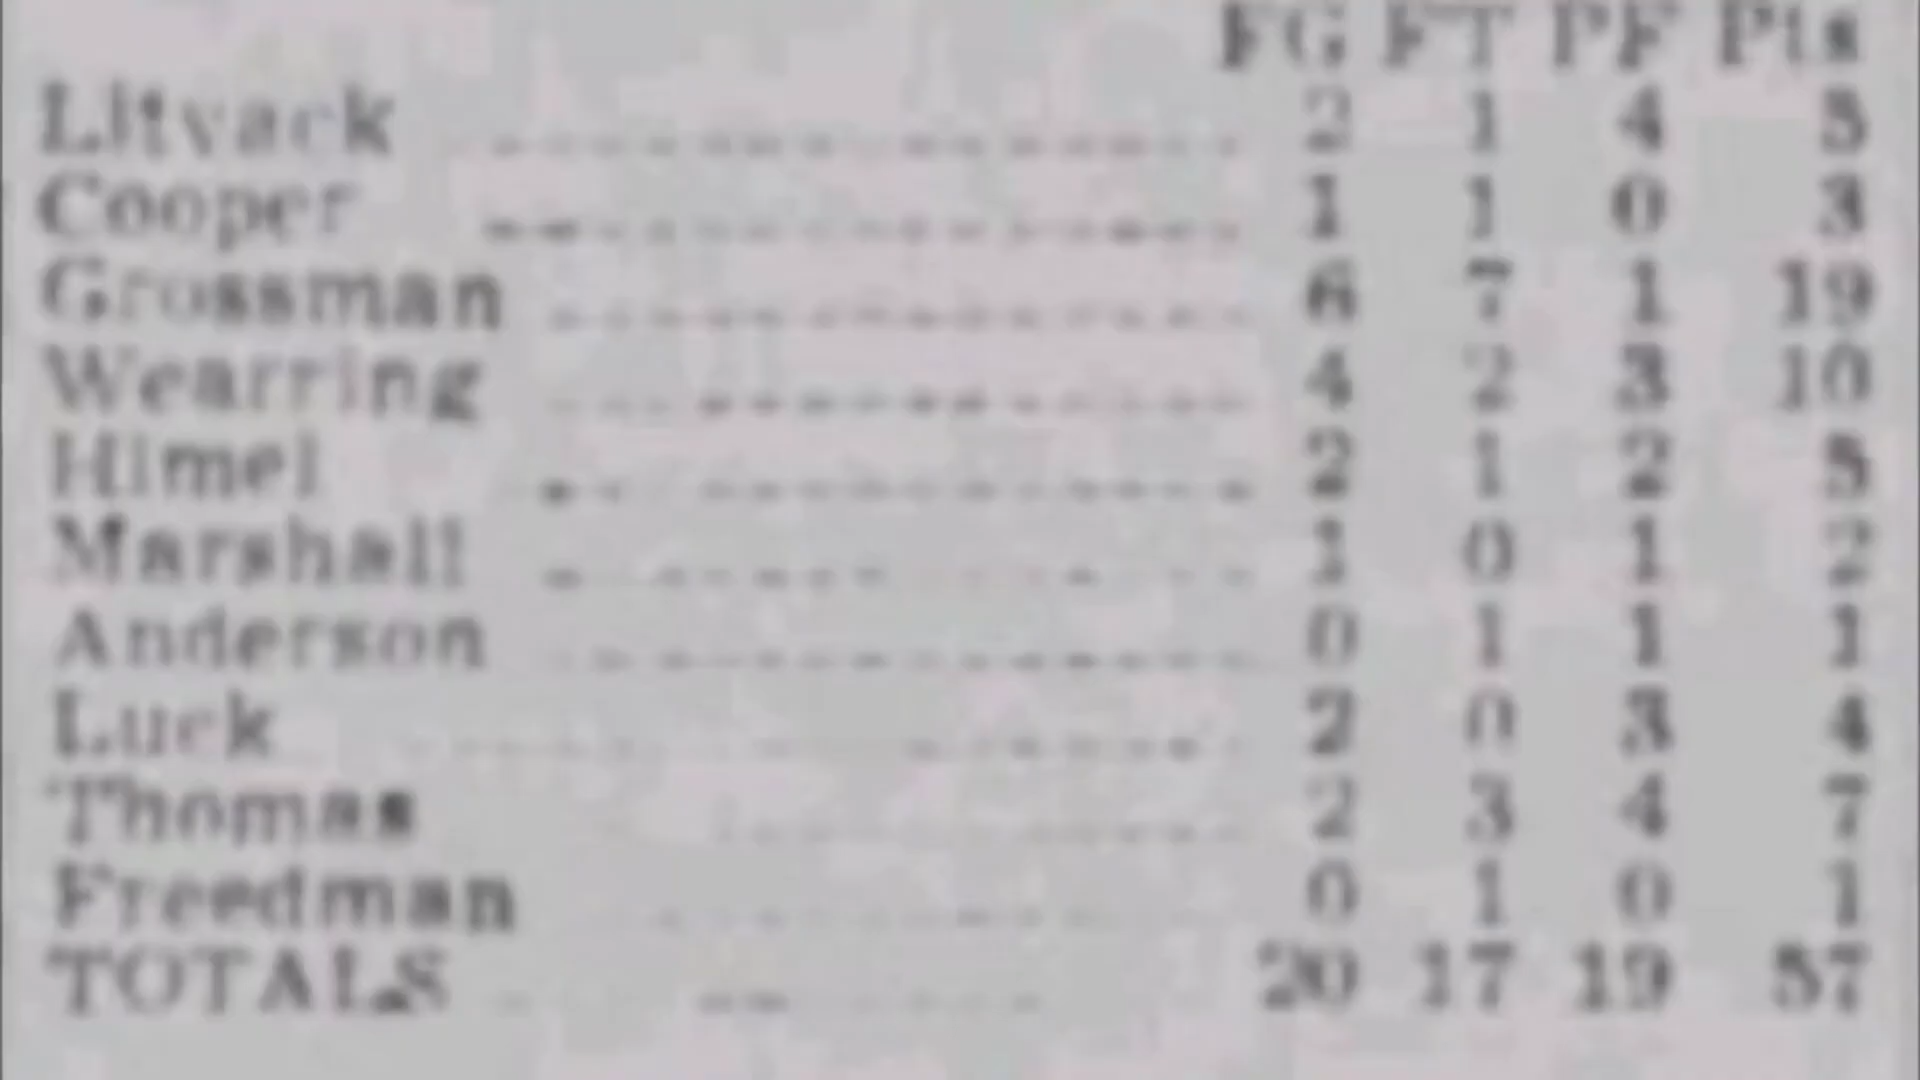 FG FT PF Pts
Litvack 2 1 4 5
Cooper 1 1 0 3
Grossman 6 7 1 19
Wearring 4 2 3 10
Himel 2 1 2 5
Marshall 1 0 1 2
Anderson 0 1 1 1
Luck 2 0 3 4
Thomas 2 3 4 7
Freedman 0 1 0 1
TOTALS 20 17 19 57